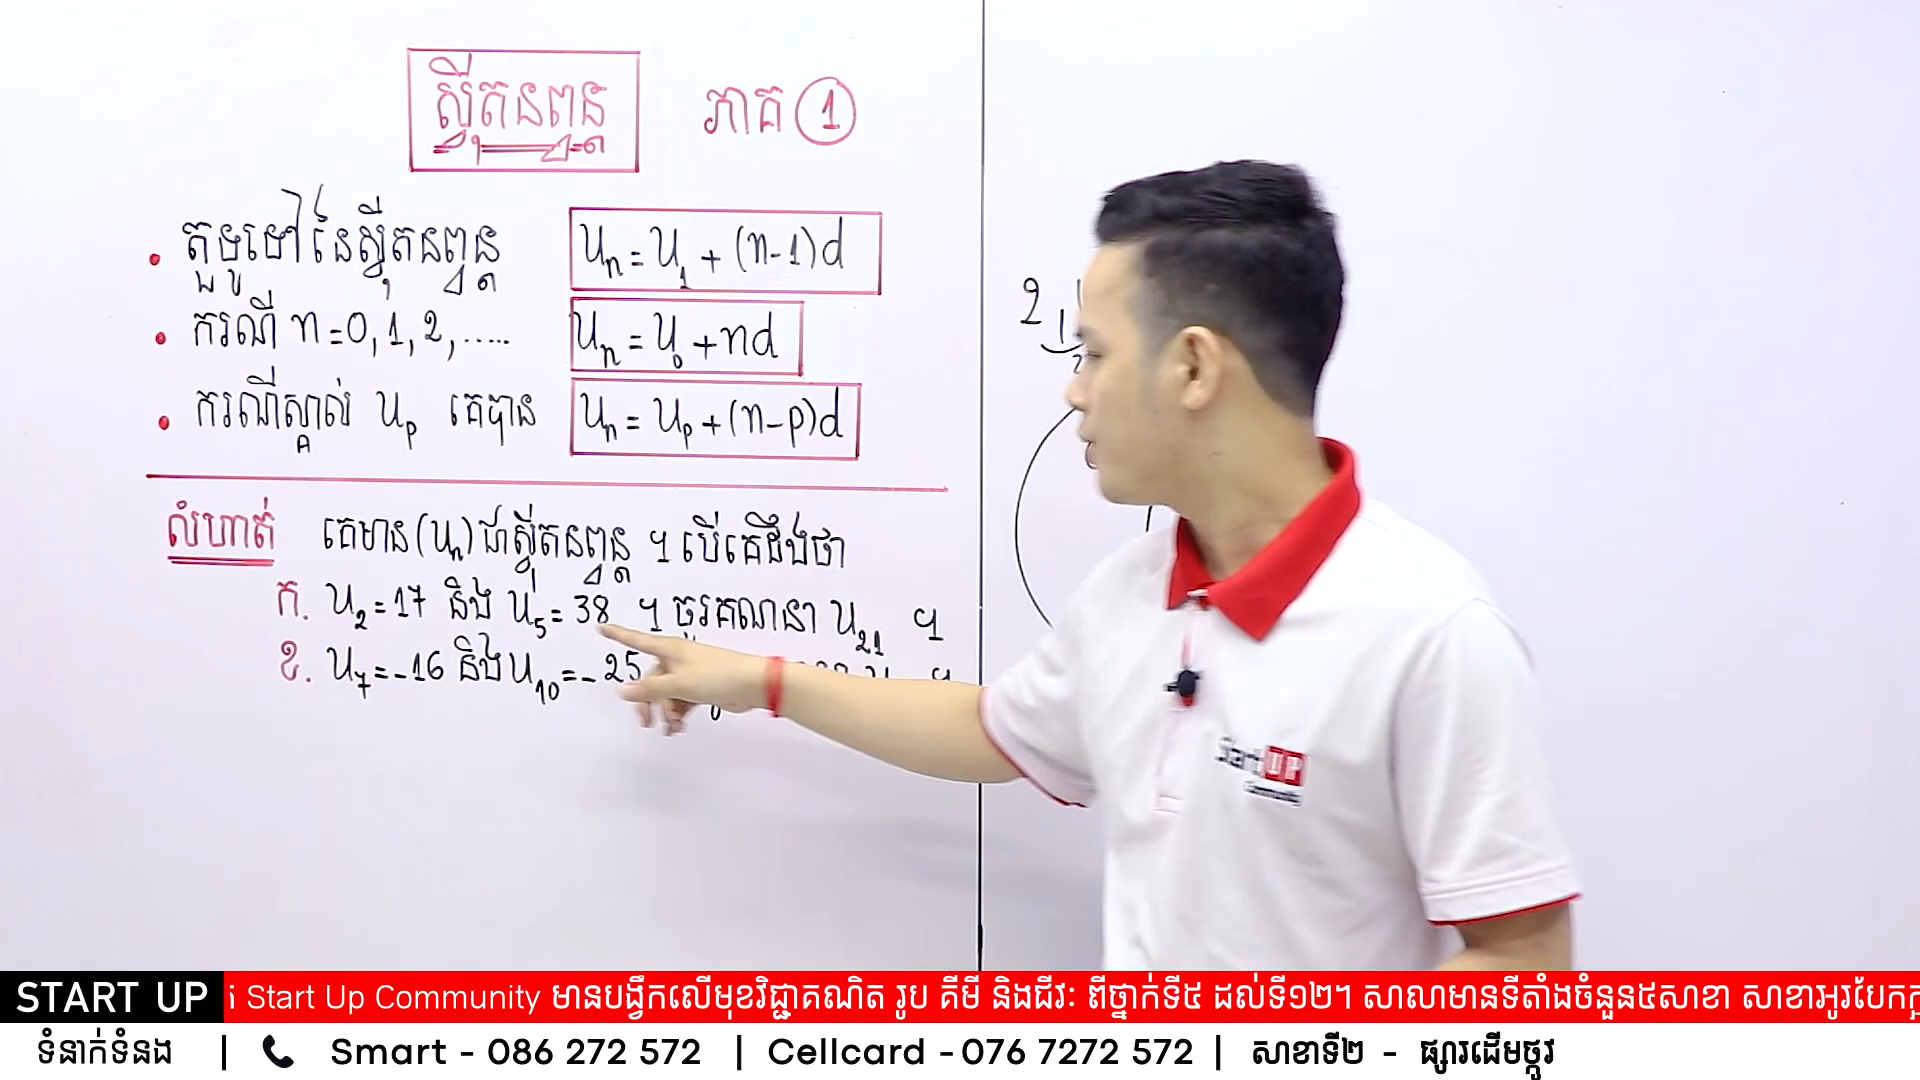 ស្វ៊ីតនព្វន្ត ភាគ 1
• តួទូទៅនៃស្វ៊ីតនព្វន្ត Un = U1 + (n-1)d
• ករណី n = 0, 1, 2, ..... Un = U0 + nd
• ករណីស្គាល់ Up គេបាន Un = Up + (n-p)d
លំហាត់ គេមាន (Un) ជាស្វ៊ីតនព្វន្ត ។ បើគេដឹងថា
ក. U2 = 17 និង U5 = 38 ។ ចូរគណនា U21 ។
ខ. U7 = -16 និង U10 = -25
2
Start UP
Community
START UP
Start Up Community មានបង្រឹកលើមុខវិជ្ជាគណិត រូប គីមី និងជីវៈ ពីថ្នាក់ទី៥ ដល់ទី១២។ សាលាមានទីតាំងចំនួន៥សាខា
ទំនាក់ទំនង | Smart - 086 272 572 | Cellcard - 076 7272 572 | សាខាទី២ - ផ្សារដើមថ្កូវ